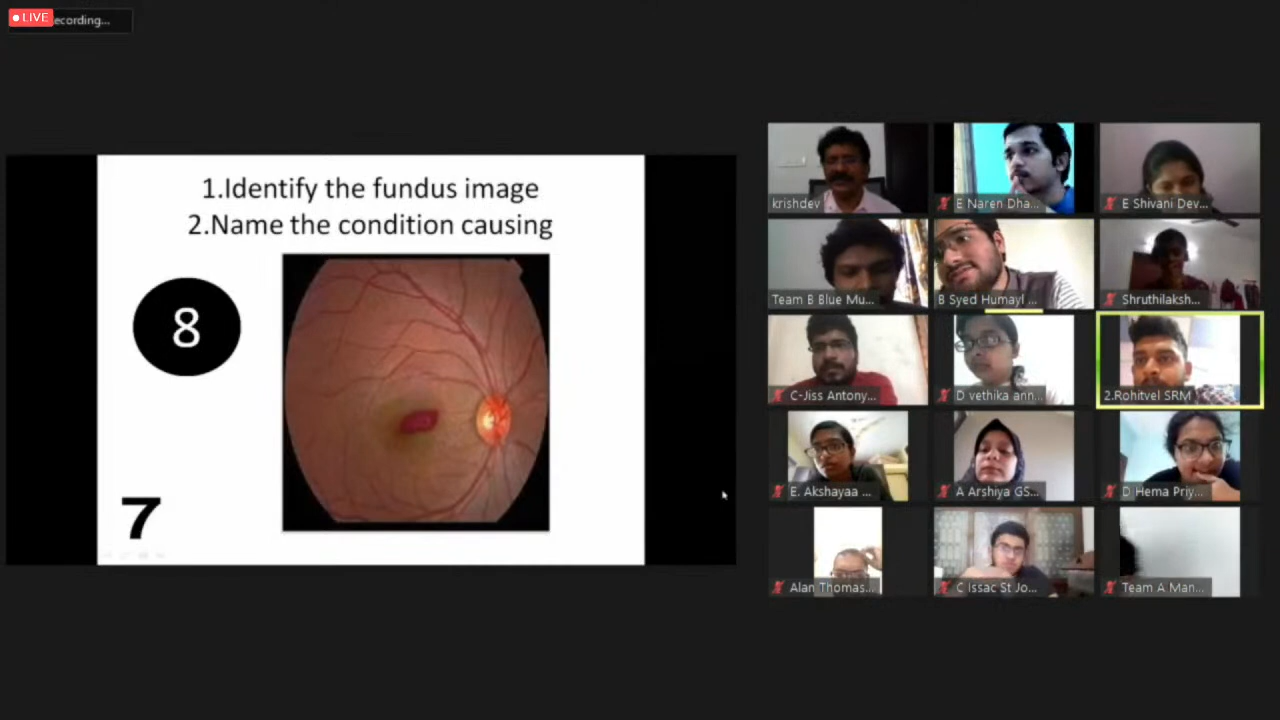 LIVE
ecording...
1.Identify the fundus image
2.Name the condition causing
8
7
krishdev
E Naren Dha...
E Shivani Dev...
Team B Blue Mu...
B Syed Humayl ...
Shruthilaksh...
C-Jiss Antony...
D vethika ann...
2.Rohitvel SRM
E. Akshayaa ...
A Arshiya GS...
D Hema Priy...
Alan Thomas...
C Issac St Jo...
Team A Man...